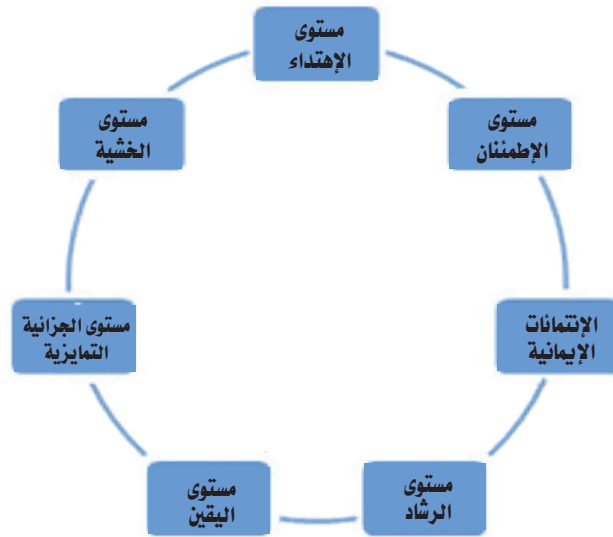 مستوى
الإهتداء
مستوى
الإطمئنان
الإنتمائات
الإيمانية
مستوى
الرشاد
مستوى
اليقين
مستوى الجزائية
التمايزية
مستوى
الخشية